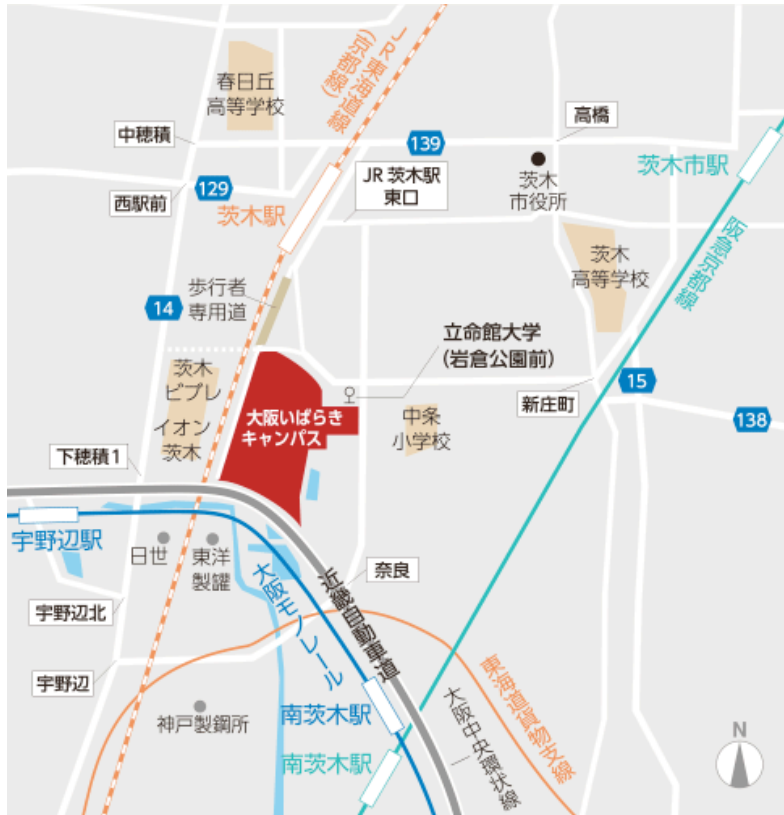 JR東海道線
(京都線)
春日丘
高等学校
中穂積
139
高橋
茨木市駅
129
西駅前
茨木駅
JR 茨木駅
東口
茨木
市役所
阪急京都線
茨木
高等学校
歩行者
専用道
14
立命館大学
(岩倉公園前)
茨木
ビブレ
イオン
茨木
大阪いばらき
キャンパス
中条
小学校
新庄町
15
138
下穂積1
宇野辺駅
日世
東洋
製罐
大阪モノレール
近畿自動車道
奈良
宇野辺北
宇野辺
神戸製鋼所
南茨木駅
南茨木駅
大阪中央環状線
東海道貨物支線
N